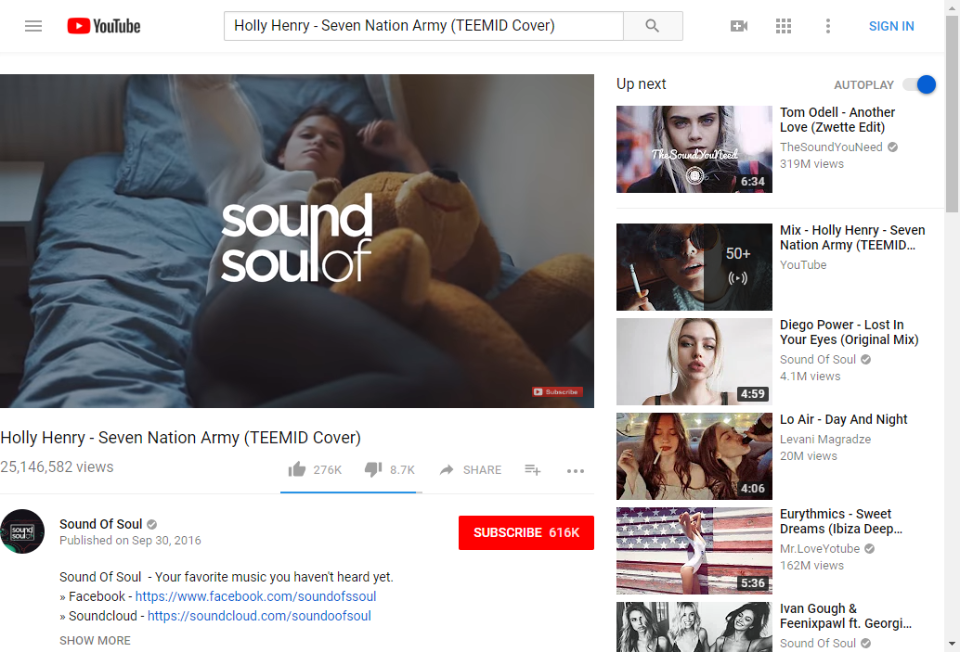 YouTube
Holly Henry - Seven Nation Army (TEEMID Cover)
SIGN IN
sound
soulof
Subscribe
Holly Henry - Seven Nation Army (TEEMID Cover)
25,146,582 views
276K
8.7K
SHARE
sound
soulof
Sound Of Soul
Published on Sep 30, 2016
SUBSCRIBE 616K
Sound Of Soul - Your favorite music you haven't heard yet.
» Facebook - https://www.facebook.com/soundofssoul
» Soundcloud - https://soundcloud.com/soundoofsoul
SHOW MORE
Up next
AUTOPLAY
TheSoundYouNeed
6:34
Tom Odell - Another
Love (Zwette Edit)
TheSoundYouNeed
319M views
50+
Mix - Holly Henry - Seven
Nation Army (TEEMID...
YouTube
4:59
Diego Power - Lost In
Your Eyes (Original Mix)
Sound Of Soul
4.1M views
4:06
Lo Air - Day And Night
Levani Magradze
20M views
5:36
Eurythmics - Sweet
Dreams (Ibiza Deep...
Mr.LoveYotube
162M views
Ivan Gough &
Feenixpawl ft. Georgi...
Sound Of Soul